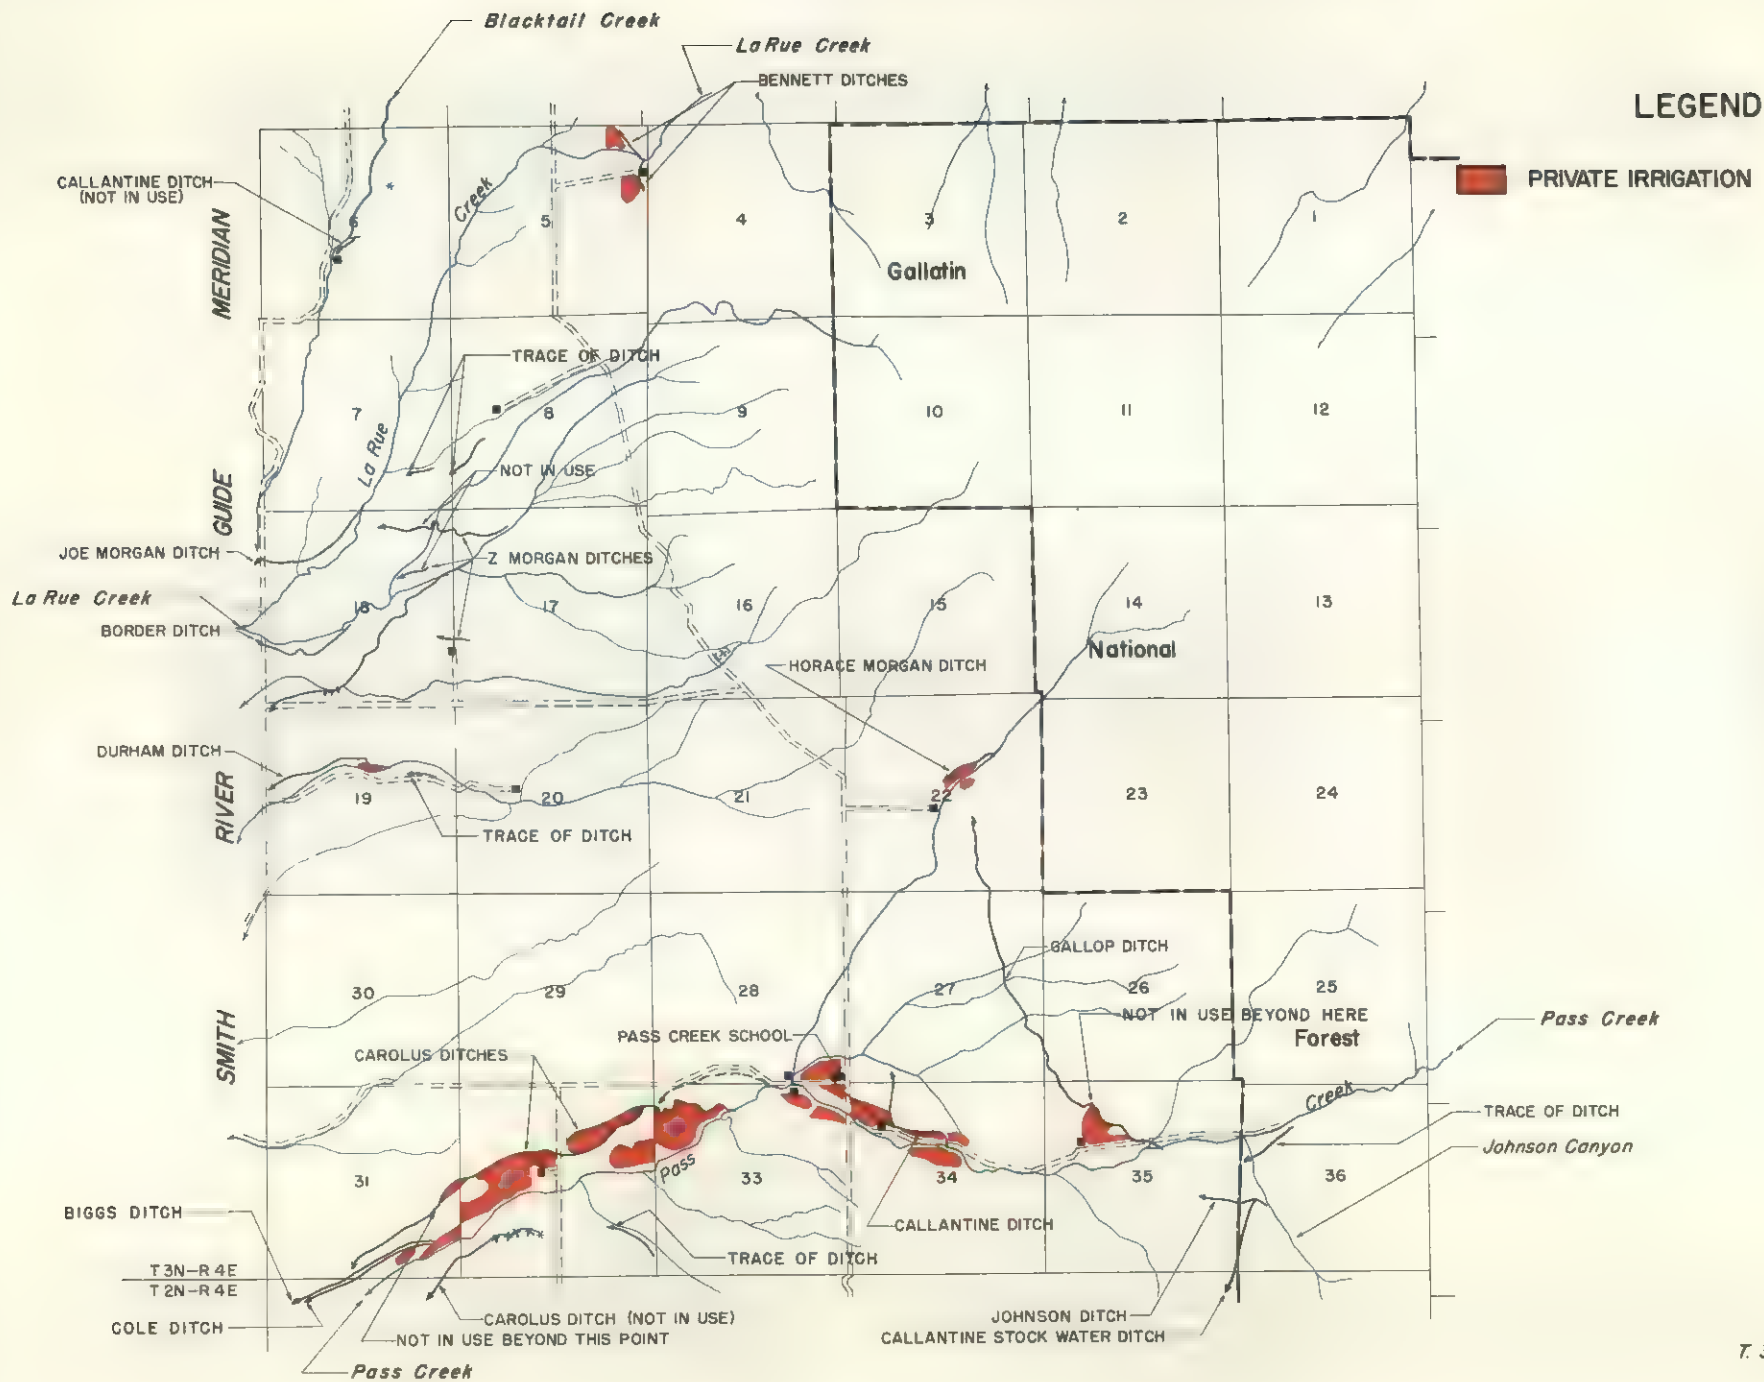 Blacktail Creek
La Rue Creek
BENNETT DITCHES
LEGEND
PRIVATE IRRIGATION
CALLANTINE DITCH
(NOT IN USE)
MERIDIAN
Creek
6
5
4
3
2
1
Gallatin
TRACE OF DITCH
7
8
9
10
11
12
La Rue
NOT IN USE
GUIDE
JOE MORGAN DITCH
Z MORGAN DITCHES
La Rue Creek
18
17
16
15
14
13
BORDER DITCH
National
HORACE MORGAN DITCH
DURHAM DITCH
19
20
21
22
23
24
RIVER
TRACE OF DITCH
GALLOP DITCH
30
29
28
27
26
25
NOT IN USE BEYOND HERE
Pass Creek
SMITH
PASS CREEK SCHOOL
Forest
CAROLUS DITCHES
Creek
TRACE OF DITCH
Johnson Canyon
31
Pass
33
34
35
36
BIGGS DITCH
CALLANTINE DITCH
TRACE OF DITCH
T 3N-R 4E
T 2N-R 4E
COLE DITCH
CAROLUS DITCH (NOT IN USE)
JOHNSON DITCH
NOT IN USE BEYOND THIS POINT
CALLANTINE STOCK WATER DITCH
Pass Creek